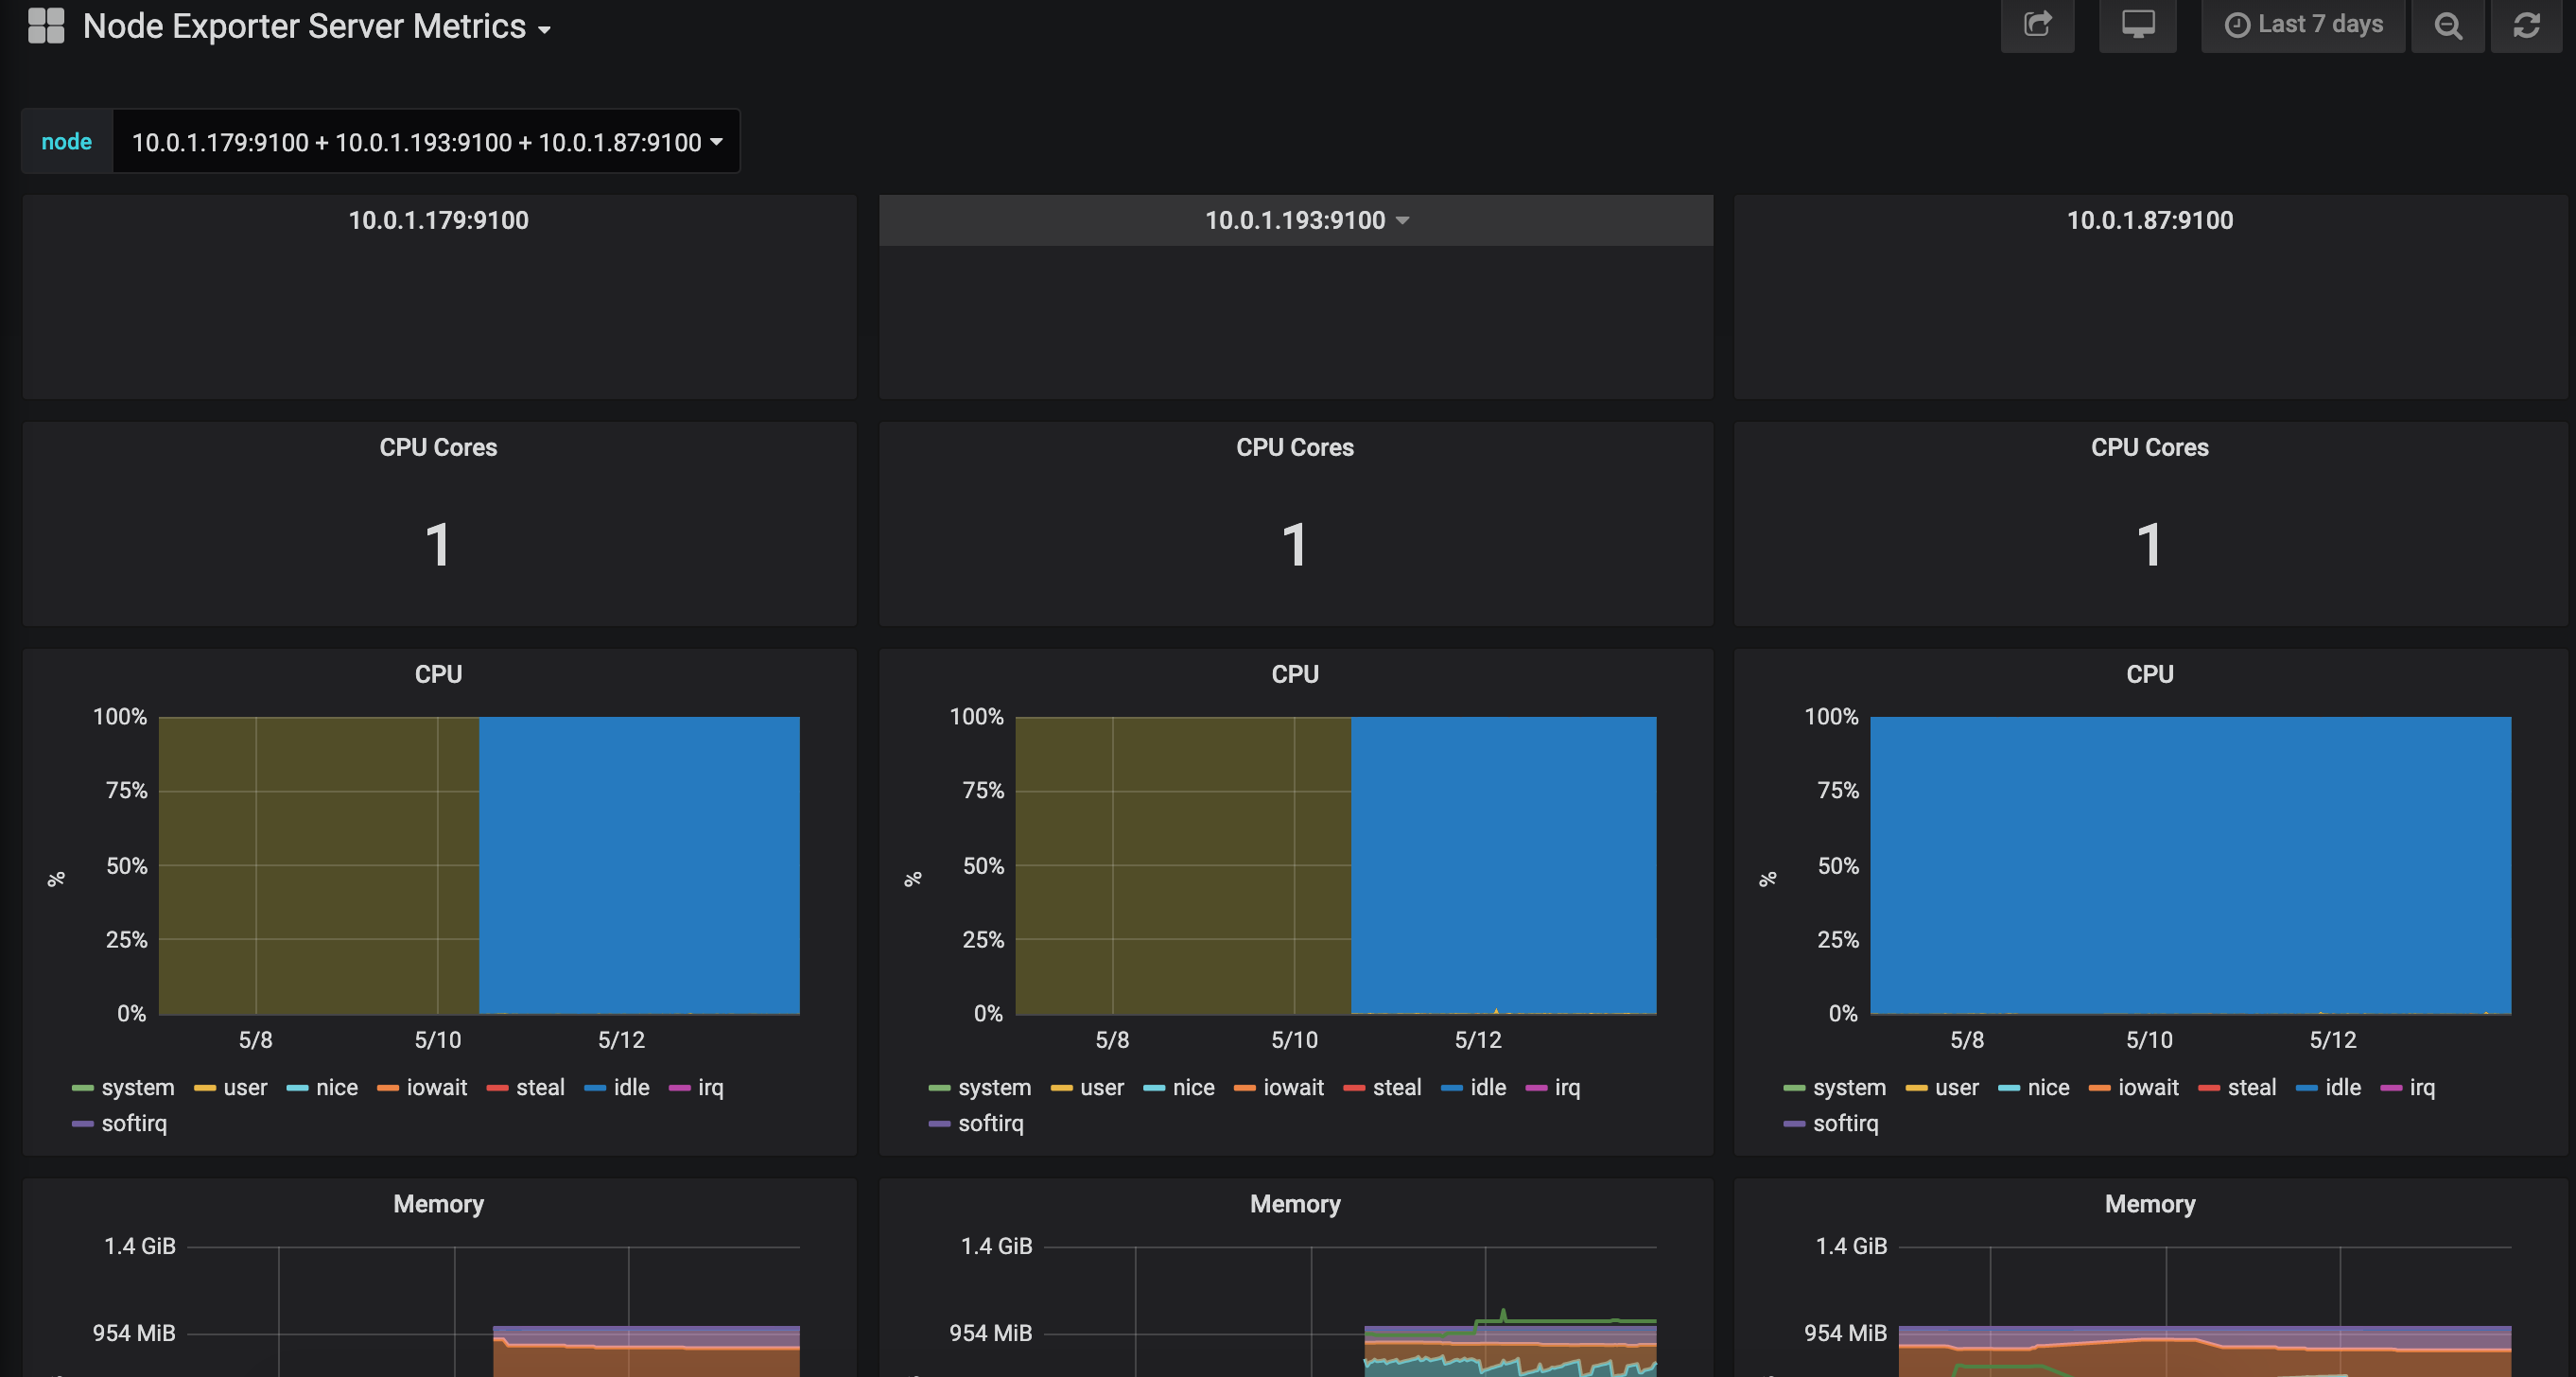 Node Exporter Server Metrics
Last 7 days
node 10.0.1.179:9100 + 10.0.1.193:9100 + 10.0.1.87:9100
10.0.1.179:9100
10.0.1.193:9100
10.0.1.87:9100
CPU Cores
1
CPU Cores
1
CPU Cores
1
CPU
100%
75%
50%
25%
0%
%
5/8 5/10 5/12
system user nice iowait steal idle irq
softirq
CPU
100%
75%
50%
25%
0%
%
5/8 5/10 5/12
system user nice iowait steal idle irq
softirq
CPU
100%
75%
50%
25%
0%
%
5/8 5/10 5/12
system user nice iowait steal idle irq
softirq
Memory
1.4 GiB
954 MiB
Memory
1.4 GiB
954 MiB
Memory
1.4 GiB
954 MiB